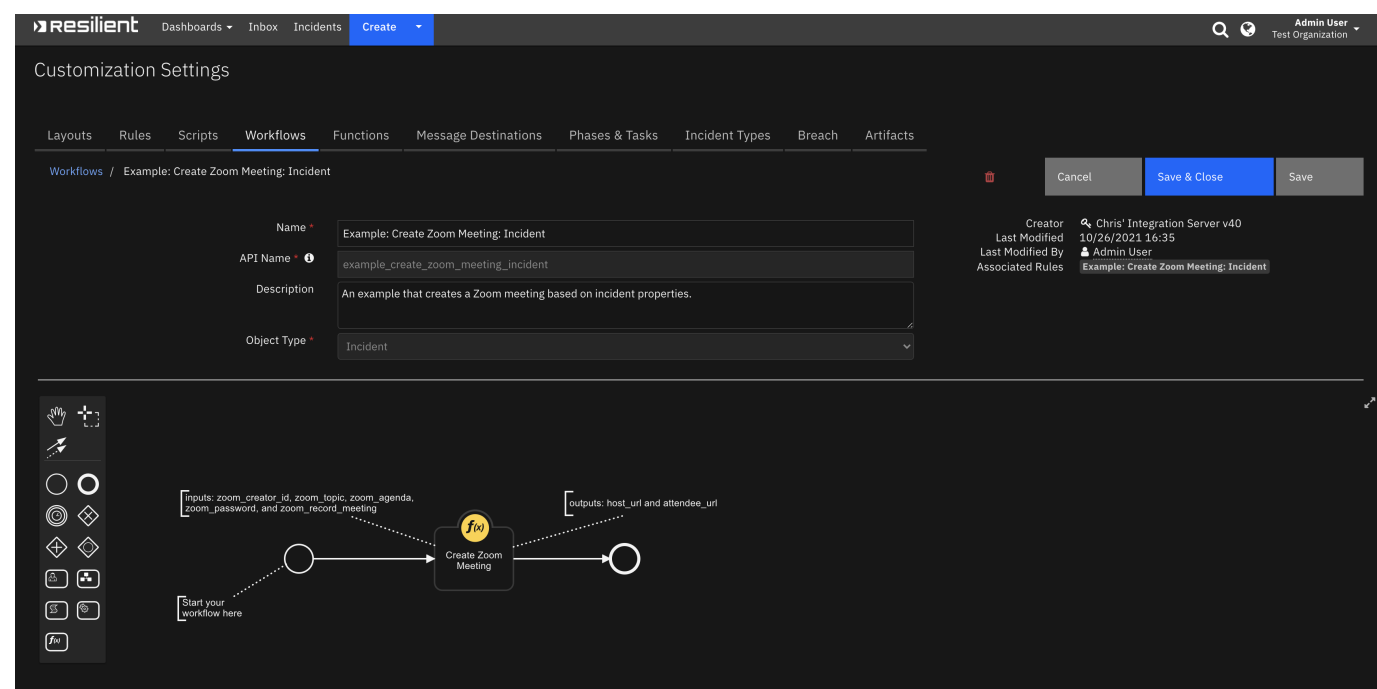 Resilient Dashboards Inbox Incidents Create Admin User
Test Organization
Customization Settings
Layouts Rules Scripts Workflows Functions Message Destinations Phases & Tasks Incident Types Breach Artifacts
Workflows / Example: Create Zoom Meeting: Incident
Cancel Save & Close Save
Name * Example: Create Zoom Meeting: Incident
API Name * example_create_zoom_meeting_incident
Description An example that creates a Zoom meeting based on incident properties.
Object Type * Incident
Creator Chris' Integration Server v40
Last Modified 10/26/2021 16:35
Last Modified By Admin User
Associated Rules Example: Create Zoom Meeting: Incident
inputs: zoom_creator_id, zoom_topic, zoom_agenda,
zoom_password, and zoom_record_meeting
outputs: host_url and attendee_url
f(x)
Create Zoom
Meeting
Start your
workflow here
f(x)